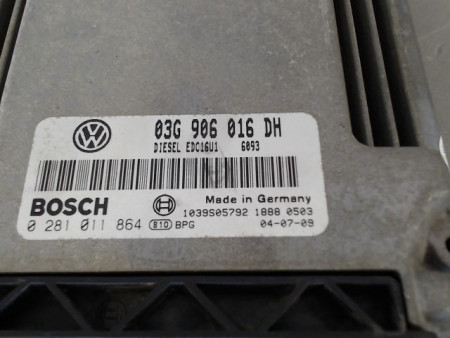 03G 906 016 DH
DIESEL EDC16U1 6093
BOSCH
Made in Germany
1039S05792 1888 0503
0 281 011 864 810 BPG 04-07-09